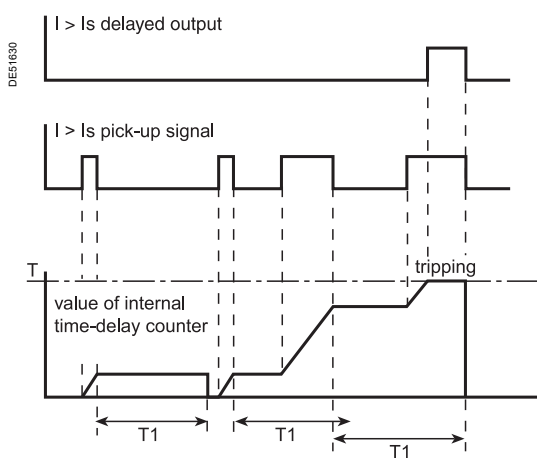 DE51630
I > Is delayed output
I > Is pick-up signal
T
tripping
value of internal
time-delay counter
T1
T1
T1